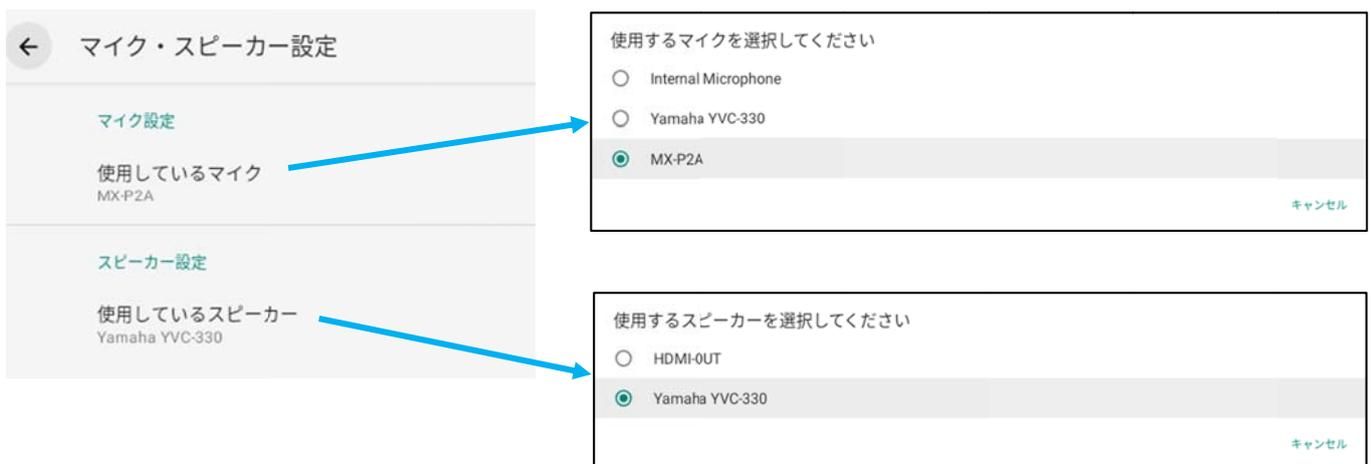 マイク・スピーカー設定
マイク設定
使用しているマイク
MX-P2A
スピーカー設定
使用しているスピーカー
Yamaha YVC-330
使用するマイクを選択してください
Internal Microphone
Yamaha YVC-330
MX-P2A
キャンセル
使用するスピーカーを選択してください
HDMI-0UT
Yamaha YVC-330
キャンセル